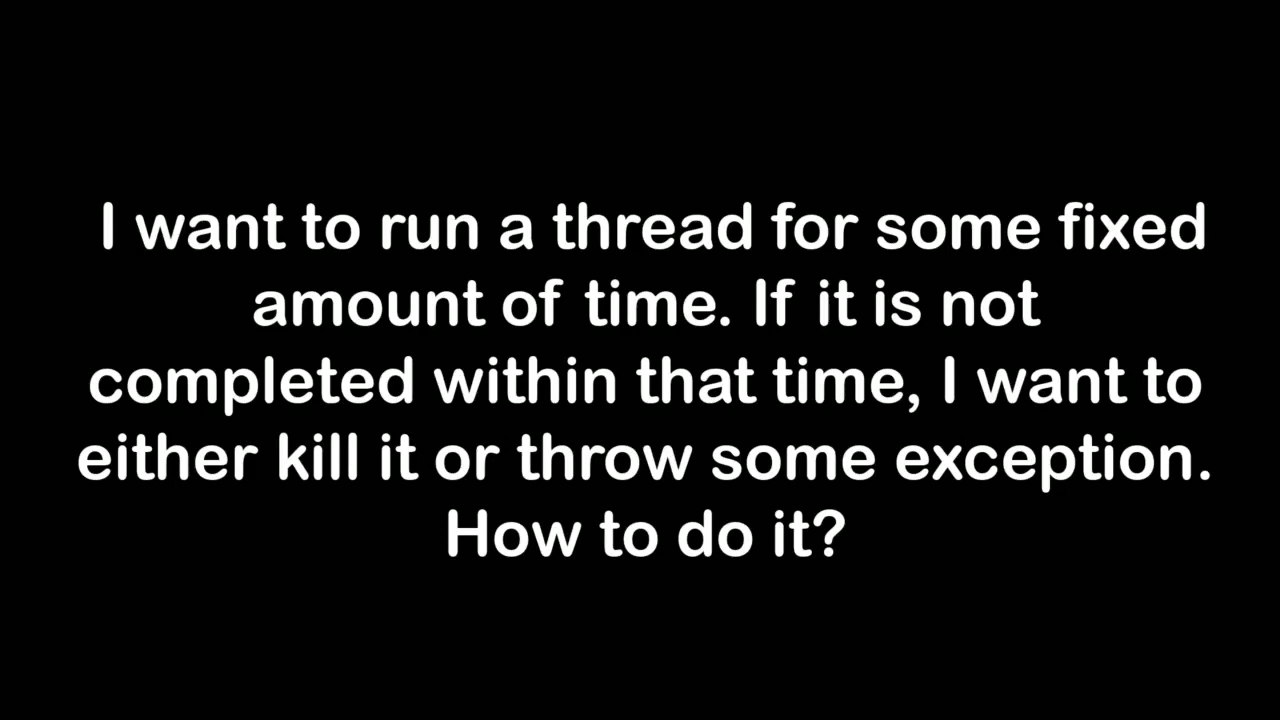 I want to run a thread for some fixed
amount of time. If it is not
completed within that time, I want to
either kill it or throw some exception.
How to do it?